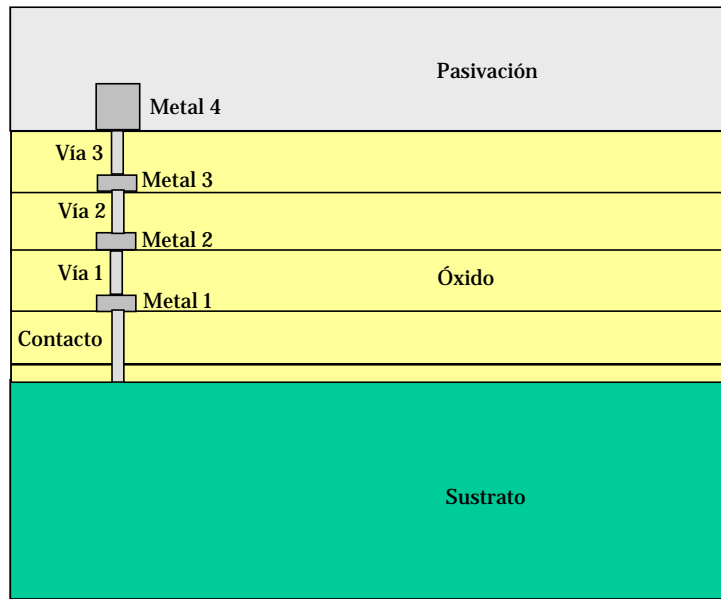 Pasivación
Metal 4
Vía 3
Metal 3
Vía 2
Metal 2
Vía 1
Óxido
Metal 1
Contacto
Sustrato